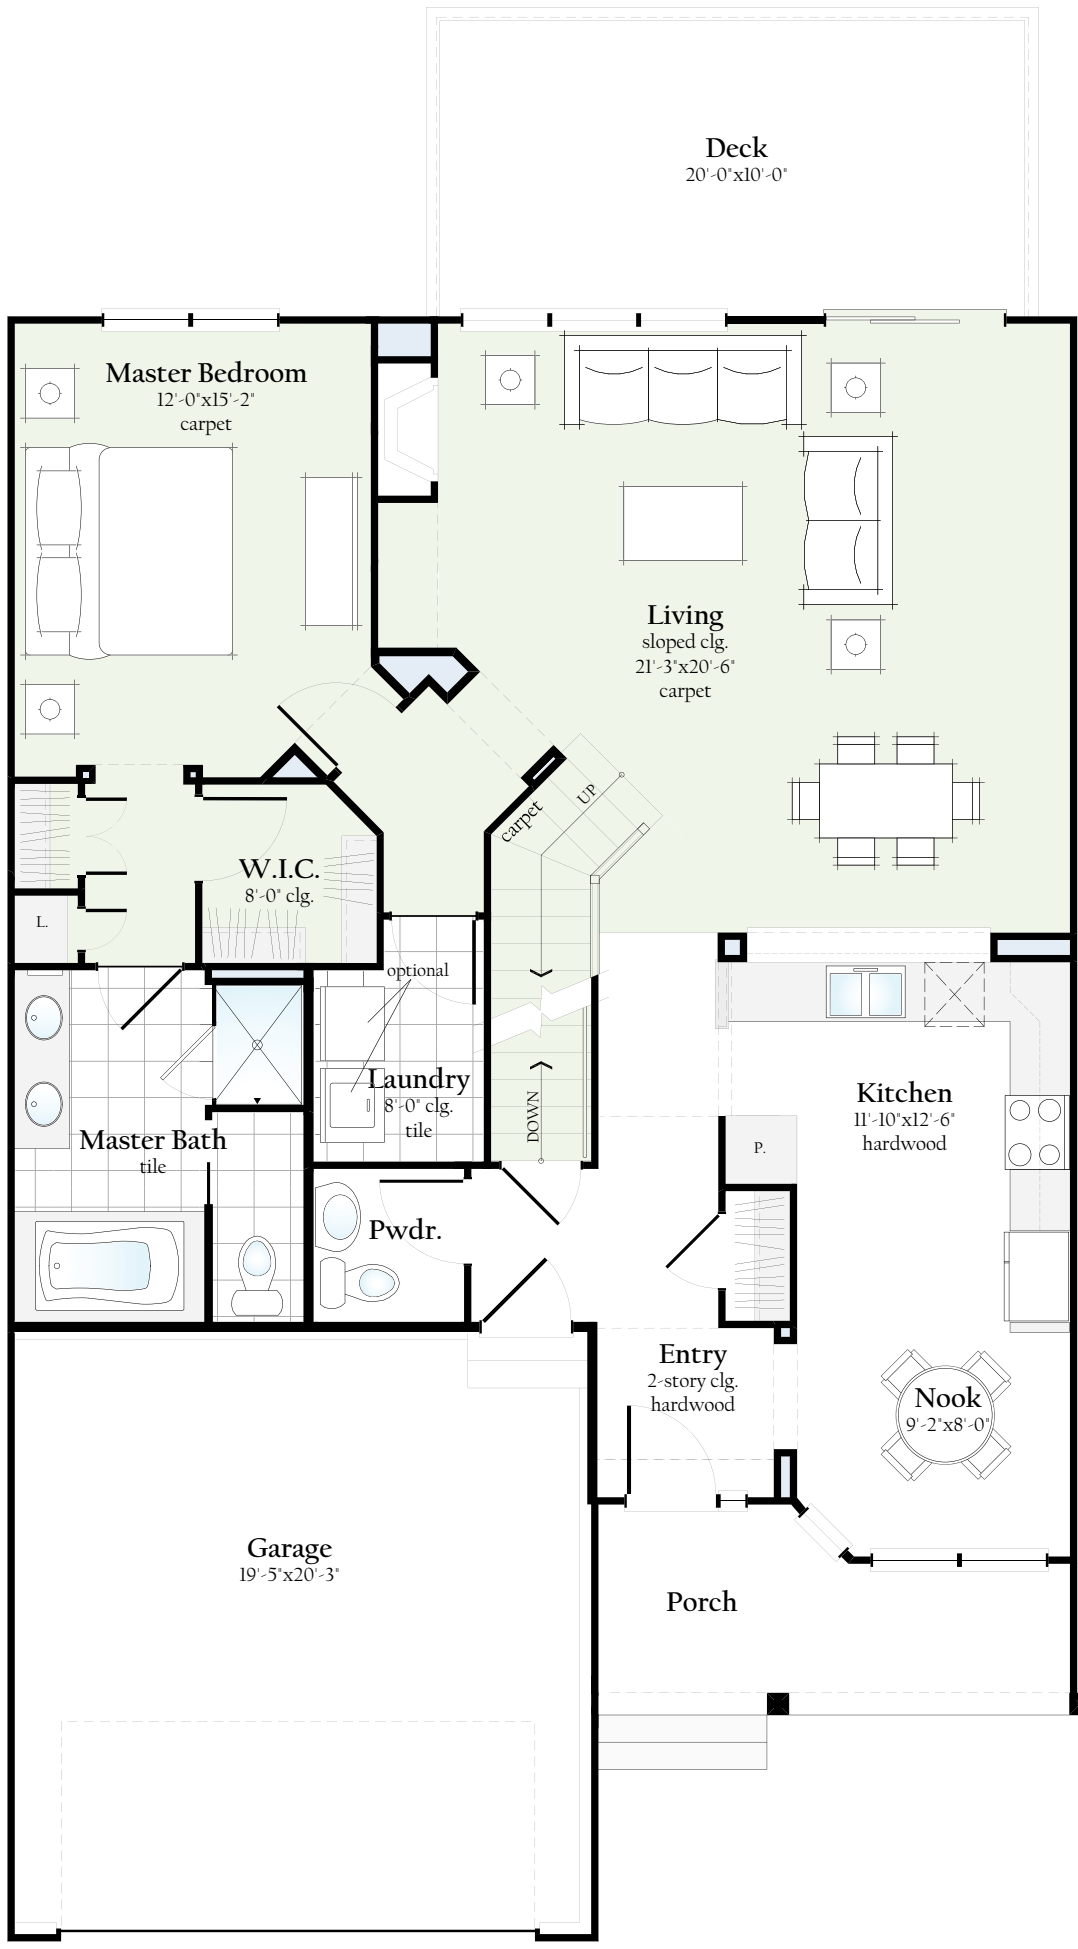 Deck
20'-0"x10'-0"
Master Bedroom
12'-0"x15'-2"
carpet
Living
sloped clg.
21'-3"x20'-6"
carpet
UP
carpet
W.I.C.
8'-0" clg.
L.
optional
Laundry
8'-0" clg.
tile
DOWN
Kitchen
11'-10"x12'-6"
hardwood
Master Bath
tile
P.
Pwdr.
Entry
2-story clg.
hardwood
Nook
9'-2"x8'-0"
Garage
19'-5"x20'-3"
Porch